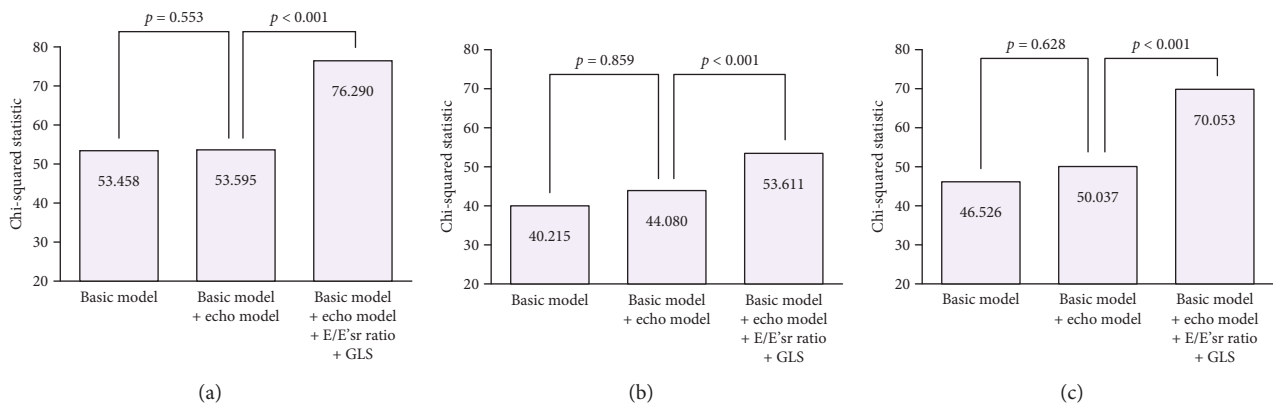 p = 0.553
p < 0.001
80
70
60
50
40
30
20
Chi-squared statistic
53.458
53.595
76.290
Basic model
Basic model
+ echo model
Basic model
+ echo model
+ E/E'sr ratio
+ GLS
(a)
p = 0.859
p < 0.001
80
70
60
50
40
30
20
Chi-squared statistic
40.215
44.080
53.611
Basic model
Basic model
+ echo model
Basic model
+ echo model
+ E/E'sr ratio
+ GLS
(b)
p = 0.628
p < 0.001
80
70
60
50
40
30
20
Chi-squared statistic
46.526
50.037
70.053
Basic model
Basic model
+ echo model
Basic model
+ echo model
+ E/E'sr ratio
+ GLS
(c)